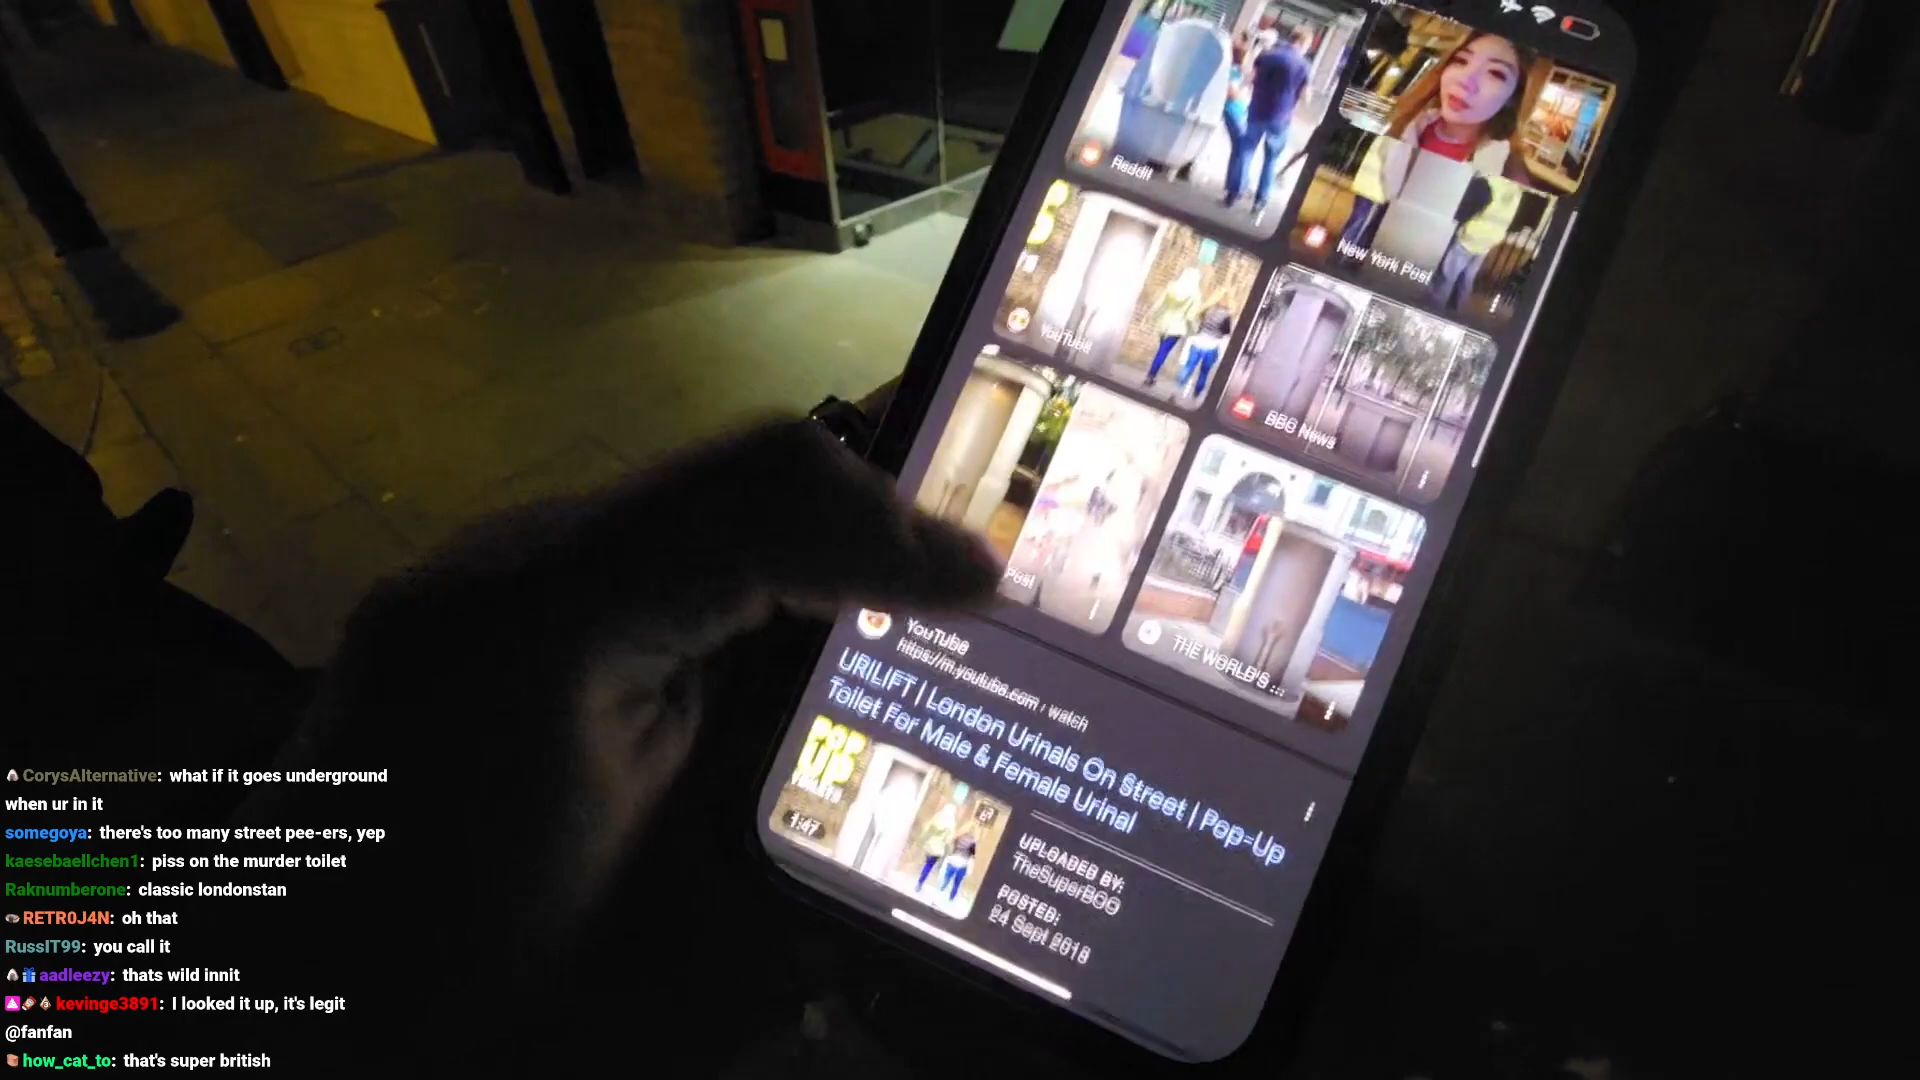 Reddit
New York Post
YouTube
BBC News
Post
THE WORLD'S ...
YouTube
https://m.youtube.com › watch
URILIFT | London Urinals On Street | Pop-Up
Toilet For Male & Female Urinal
POP
UP
1:47
UPLOADED BY:
TheSuperBOO
POSTED:
24 Sept 2018
CorysAlternative: what if it goes underground
when ur in it
somegoya: there's too many street pee-ers, yep
kaesebaellchen1: piss on the murder toilet
Raknumberone: classic londonstan
RETR0J4N: oh that
RussIT99: you call it
aadleezy: thats wild innit
kevinge3891: I looked it up, it's legit
@fanfan
how_cat_to: that's super british